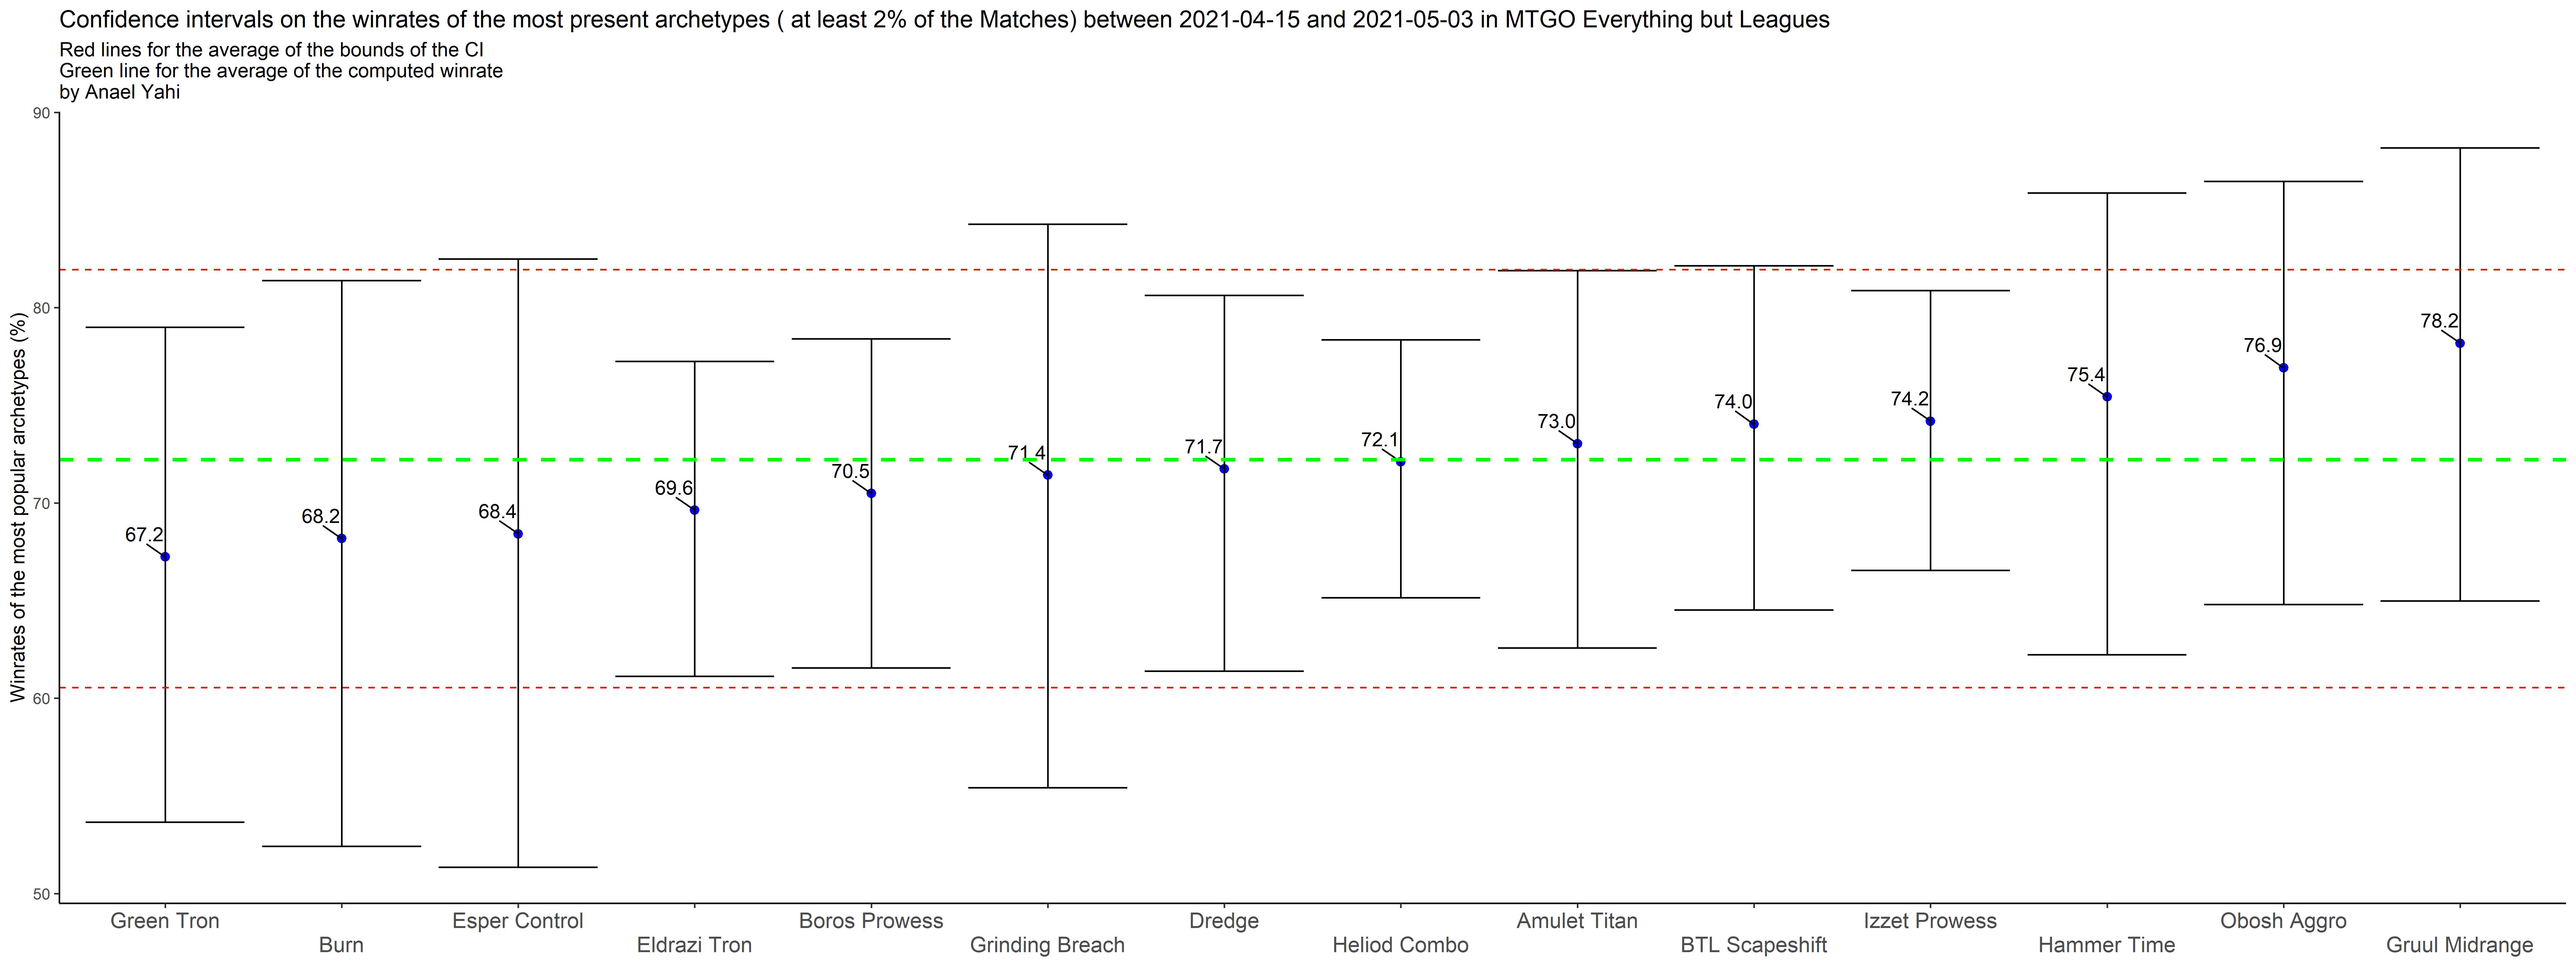 Confidence intervals on the winrates of the most present archetypes ( at least 2% of the Matches) between 2021-04-15 and 2021-05-03 in MTGO Everything but Leagues
Red lines for the average of the bounds of the CI
Green line for the average of the computed winrate
by Anael Yahi
Winrates of the most popular archetypes (%)
90
80
70
60
50
67.2
68.2
68.4
69.6
70.5
71.4
71.7
72.1
73.0
74.0
74.2
75.4
76.9
78.2
Green Tron
Burn
Esper Control
Eldrazi Tron
Boros Prowess
Grinding Breach
Dredge
Heliod Combo
Amulet Titan
BTL Scapeshift
Izzet Prowess
Hammer Time
Obosh Aggro
Gruul Midrange